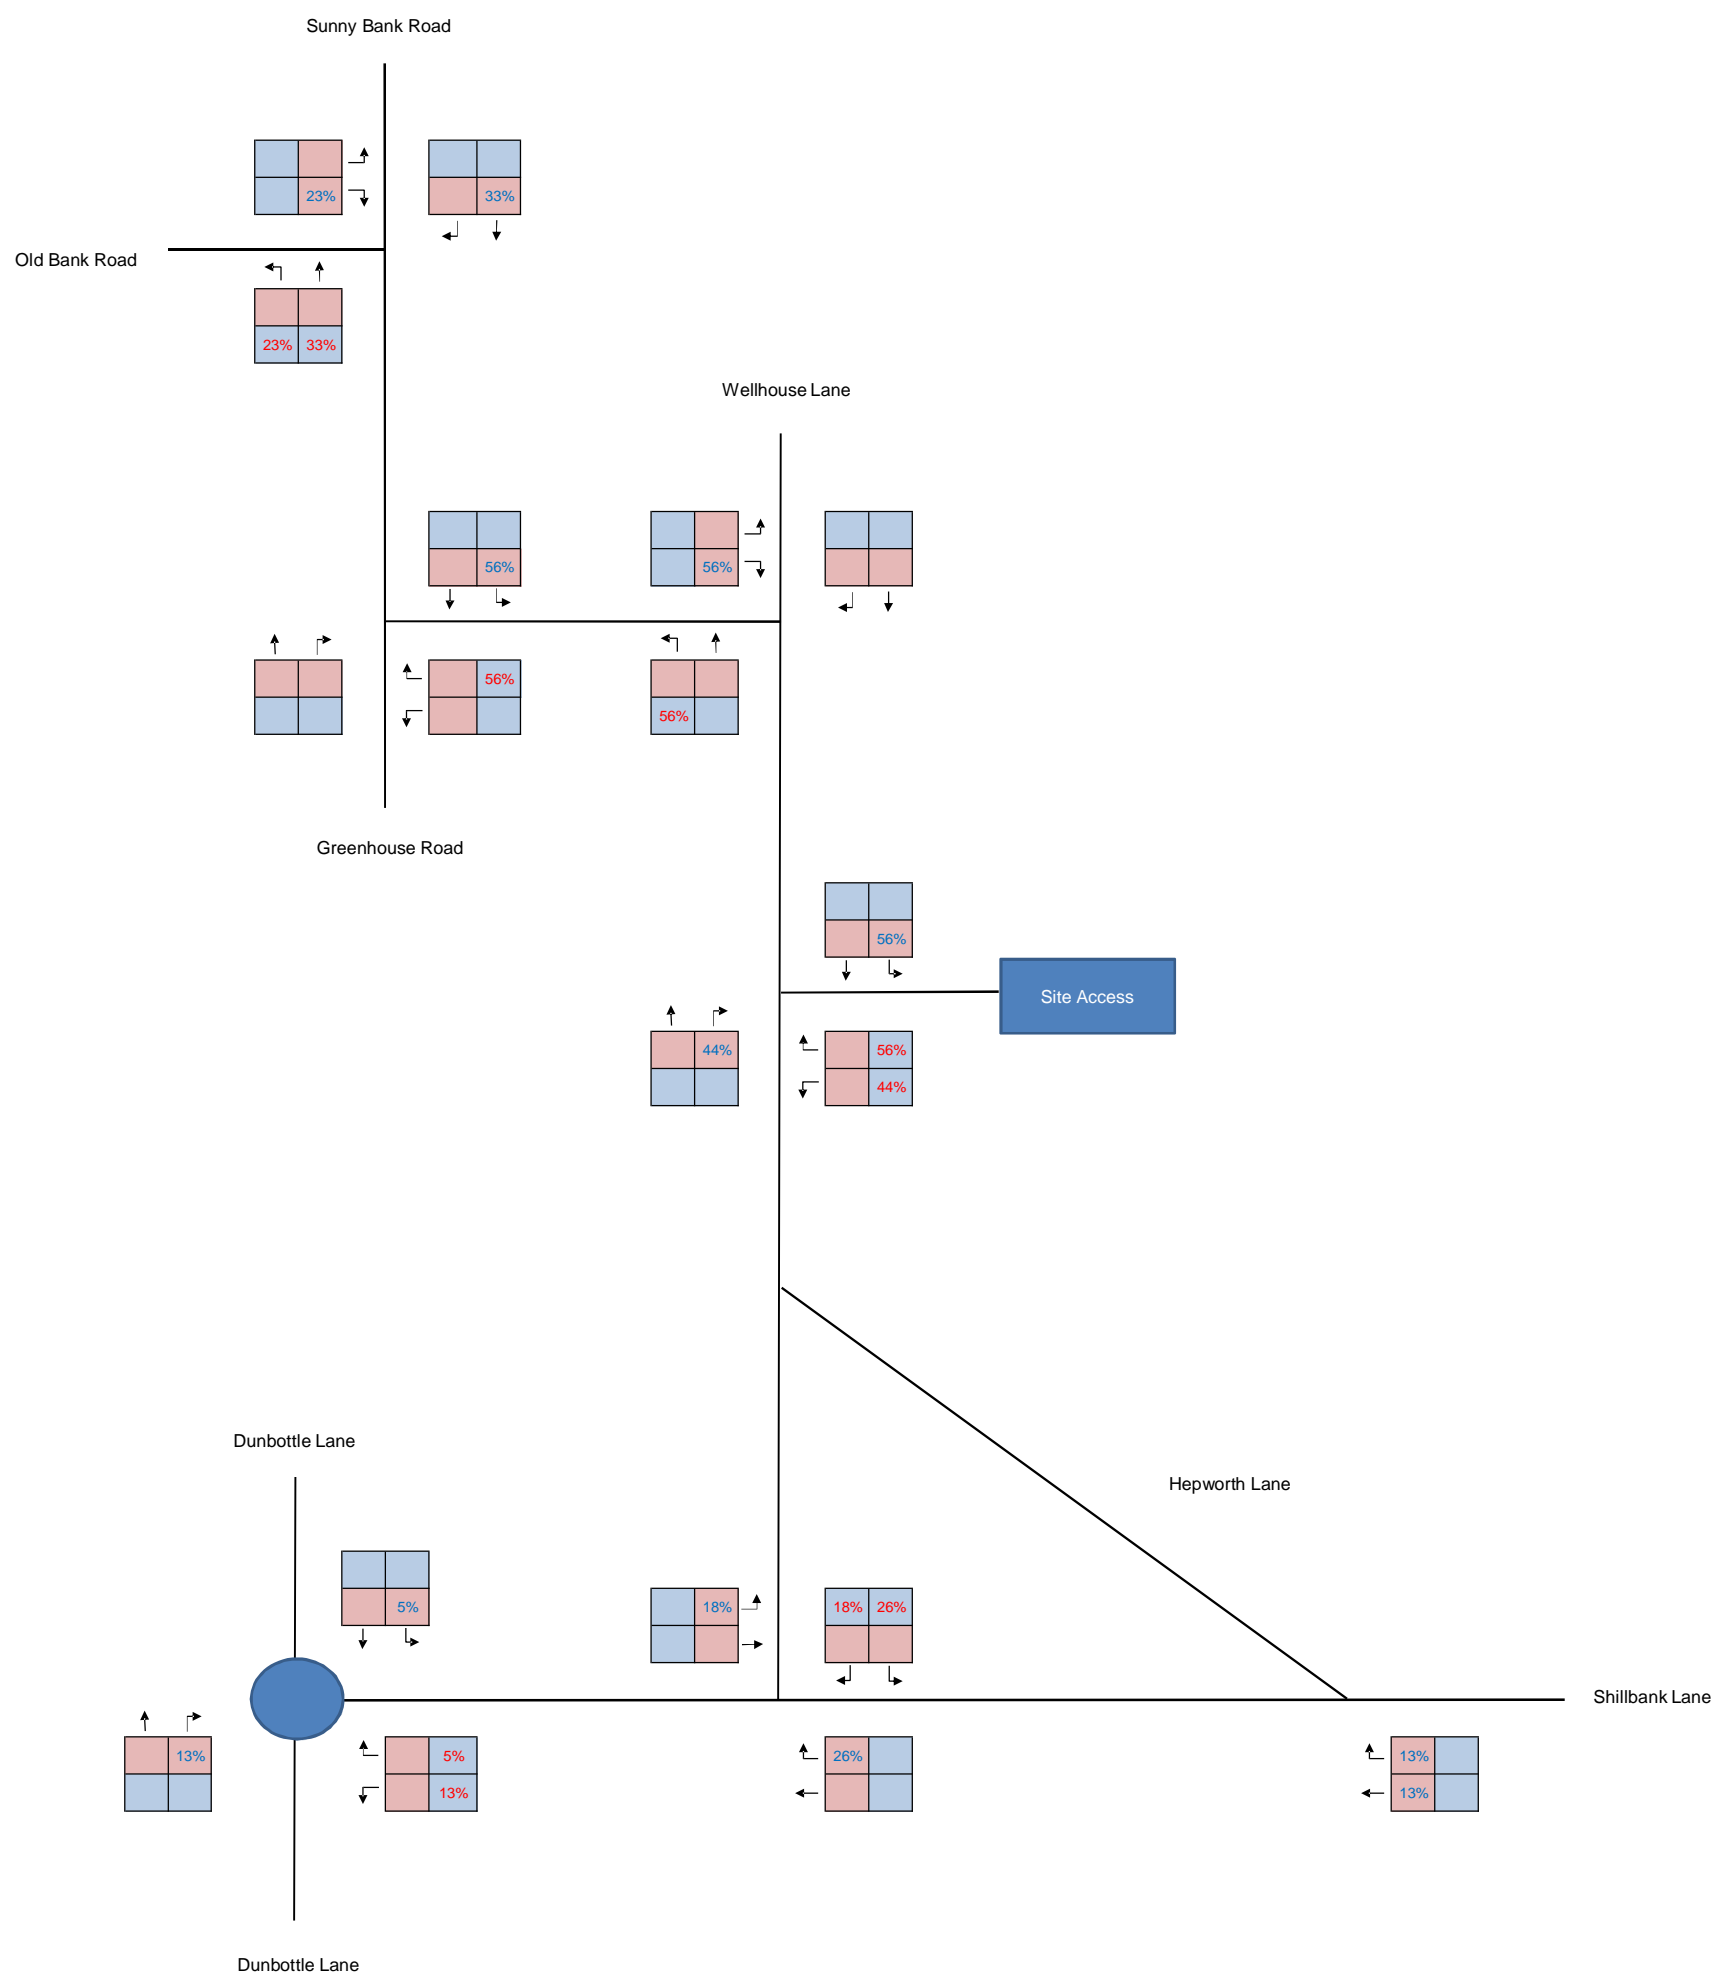 Sunny Bank Road
23%
33%
Old Bank Road
23% 33%
Wellhouse Lane
56%
56%
56%
56%
Greenhouse Road
56%
Site Access
44%
56%
44%
Dunbottle Lane
Hepworth Lane
5%
18%
18% 26%
Shillbank Lane
13%
5%
13%
26%
13%
13%
Dunbottle Lane